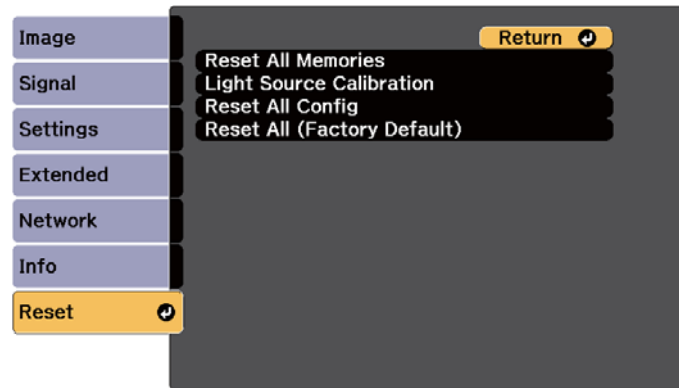 Image
Signal
Settings
Extended
Network
Info
Reset
Return
Reset All Memories
Light Source Calibration
Reset All Config
Reset All (Factory Default)